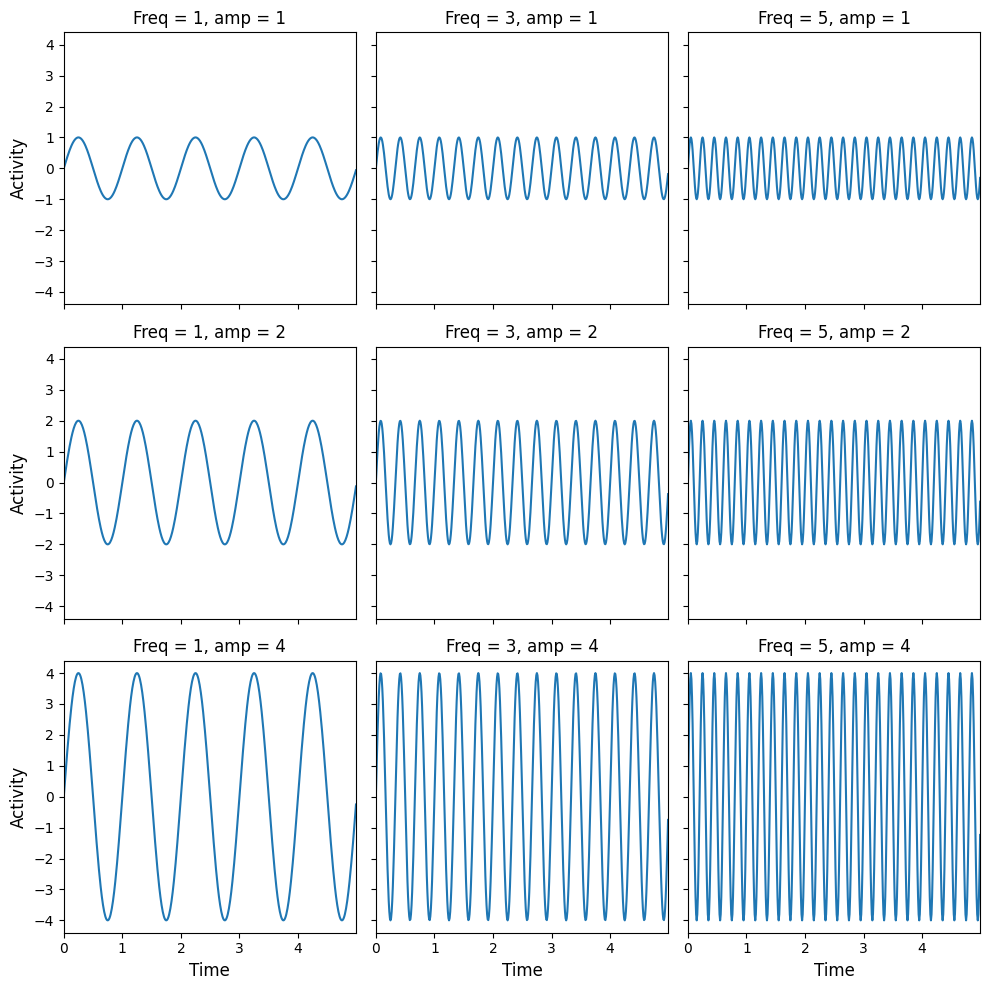 Freq = 1, amp = 1
Freq = 3, amp = 1
Freq = 5, amp = 1
4
3
2
1
0
−1
−2
−3
−4
Activity
Freq = 1, amp = 2
Freq = 3, amp = 2
Freq = 5, amp = 2
4
3
2
1
0
−1
−2
−3
−4
Activity
Freq = 1, amp = 4
Freq = 3, amp = 4
Freq = 5, amp = 4
4
3
2
1
0
−1
−2
−3
−4
Activity
0 1 2 3 4
0 1 2 3 4
0 1 2 3 4
Time
Time
Time